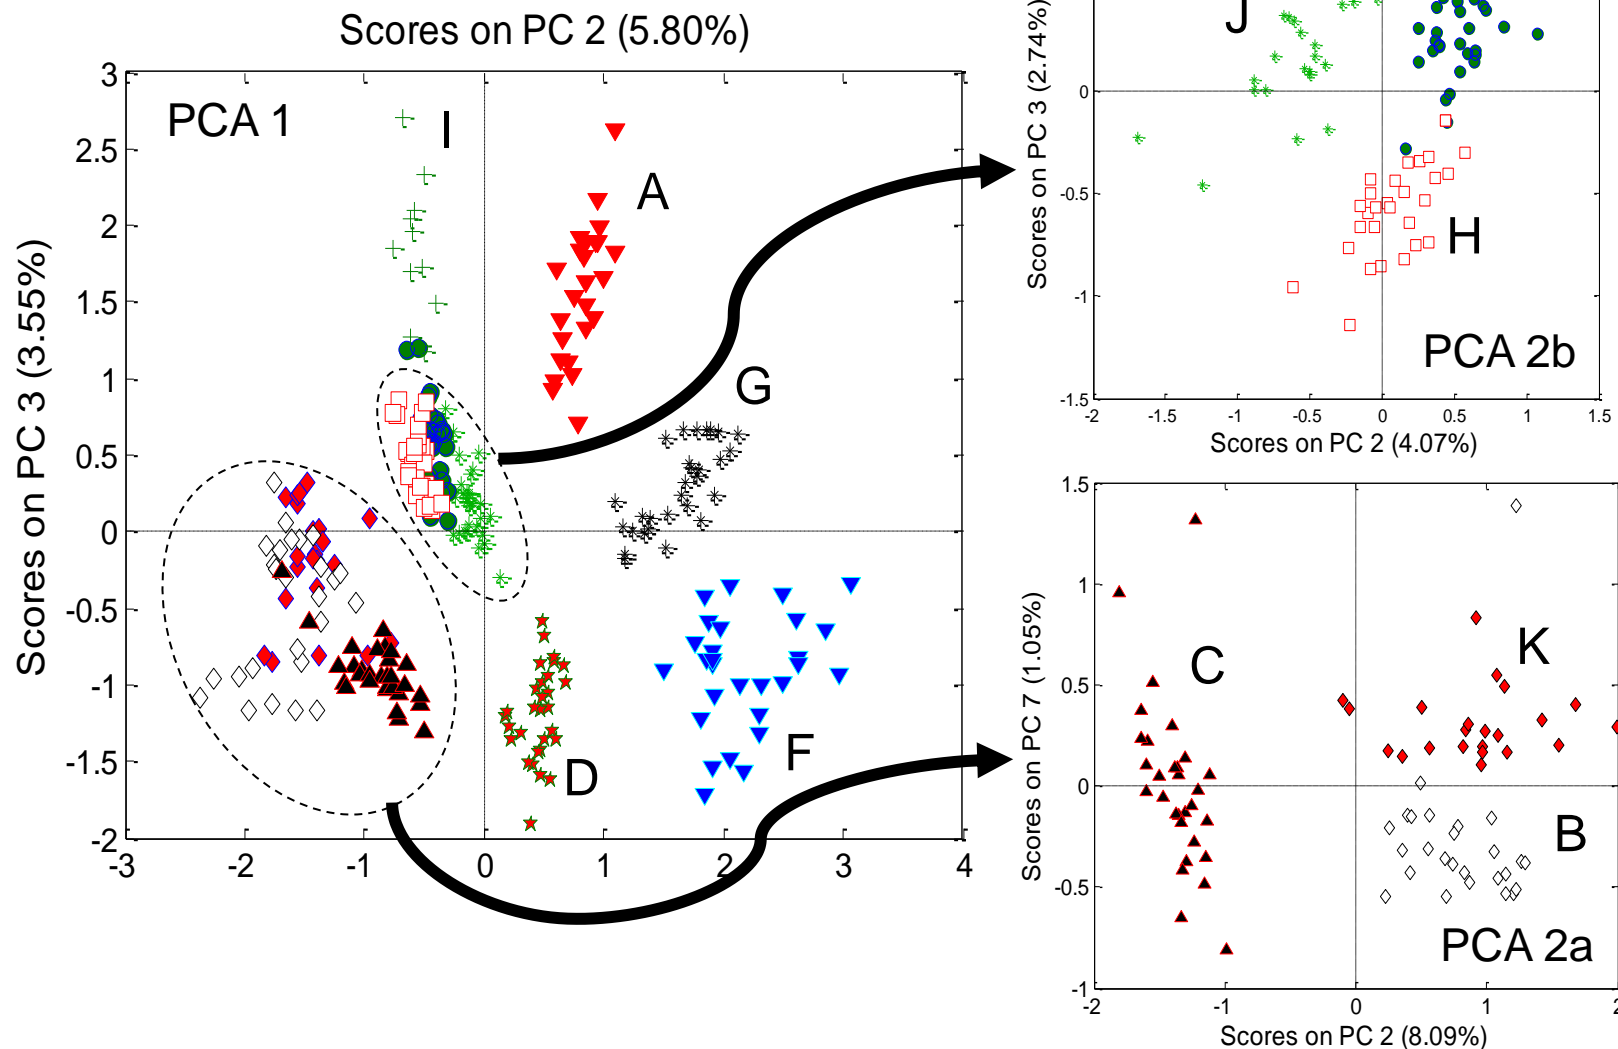 Scores on PC 2 (5.80%)
PCA 1
I
A
G
D
F
Scores on PC 3 (3.55%)
3
2.5
2
1.5
1
0.5
0
-0.5
-1
-1.5
-2
-3 -2 -1 0 1 2 3 4
J
H
PCA 2b
Scores on PC 3 (2.74%)
0
-0.5
-1
-1.5
-2 -1.5 -1 -0.5 0 0.5 1 1.5
Scores on PC 2 (4.07%)
C
K
B
PCA 2a
Scores on PC 7 (1.05%)
1.5
1
0.5
0
-0.5
-1
-2 -1 0 1 2
Scores on PC 2 (8.09%)